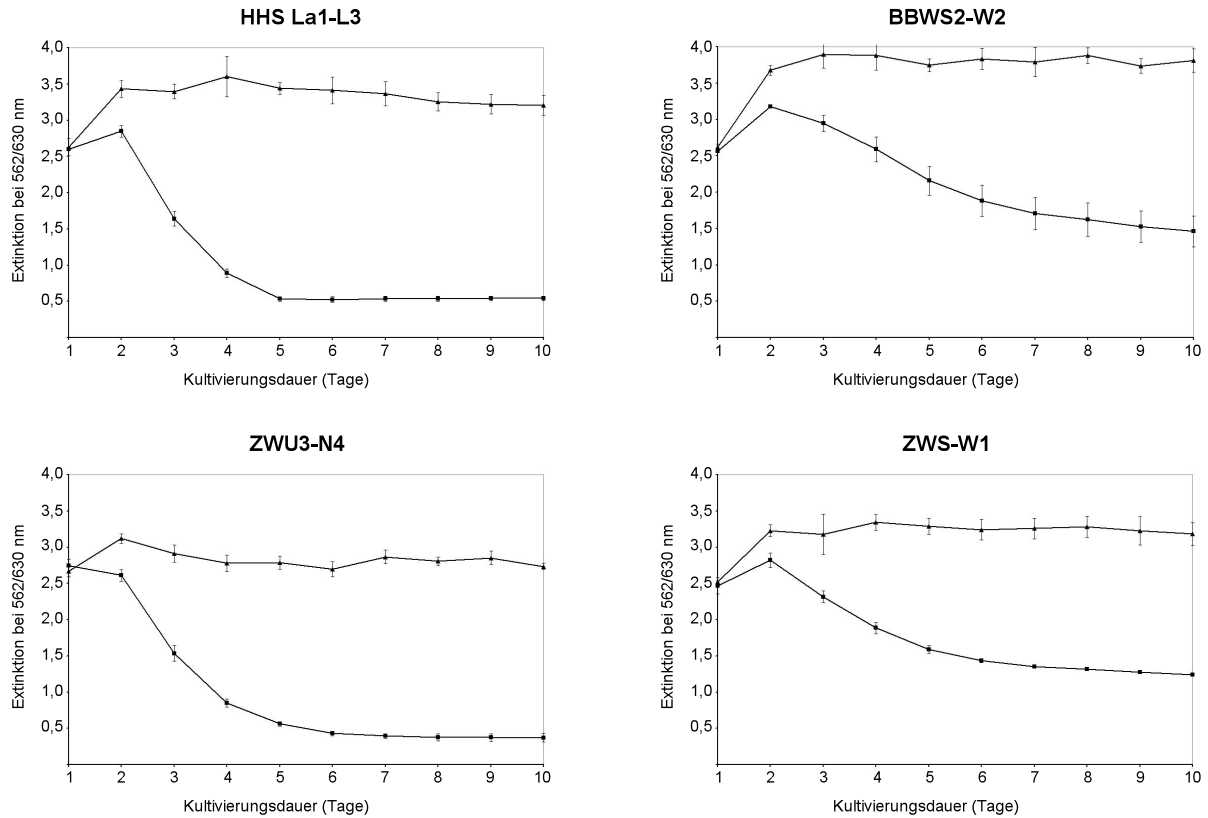 HHS La1-L3
Extinktion bei 562/630 nm
4,0
3,5
3,0
2,5
2,0
1,5
1,0
0,5
1 2 3 4 5 6 7 8 9 10
Kultivierungsdauer (Tage)
BBWS2-W2
Extinktion bei 562/630 nm
4,0
3,5
3,0
2,5
2,0
1,5
1,0
0,5
1 2 3 4 5 6 7 8 9 10
Kultivierungsdauer (Tage)
ZWU3-N4
Extinktion bei 562/630 nm
4,0
3,5
3,0
2,5
2,0
1,5
1,0
0,5
1 2 3 4 5 6 7 8 9 10
Kultivierungsdauer (Tage)
ZWS-W1
Extinktion bei 562/630 nm
4,0
3,5
3,0
2,5
2,0
1,5
1,0
0,5
1 2 3 4 5 6 7 8 9 10
Kultivierungsdauer (Tage)